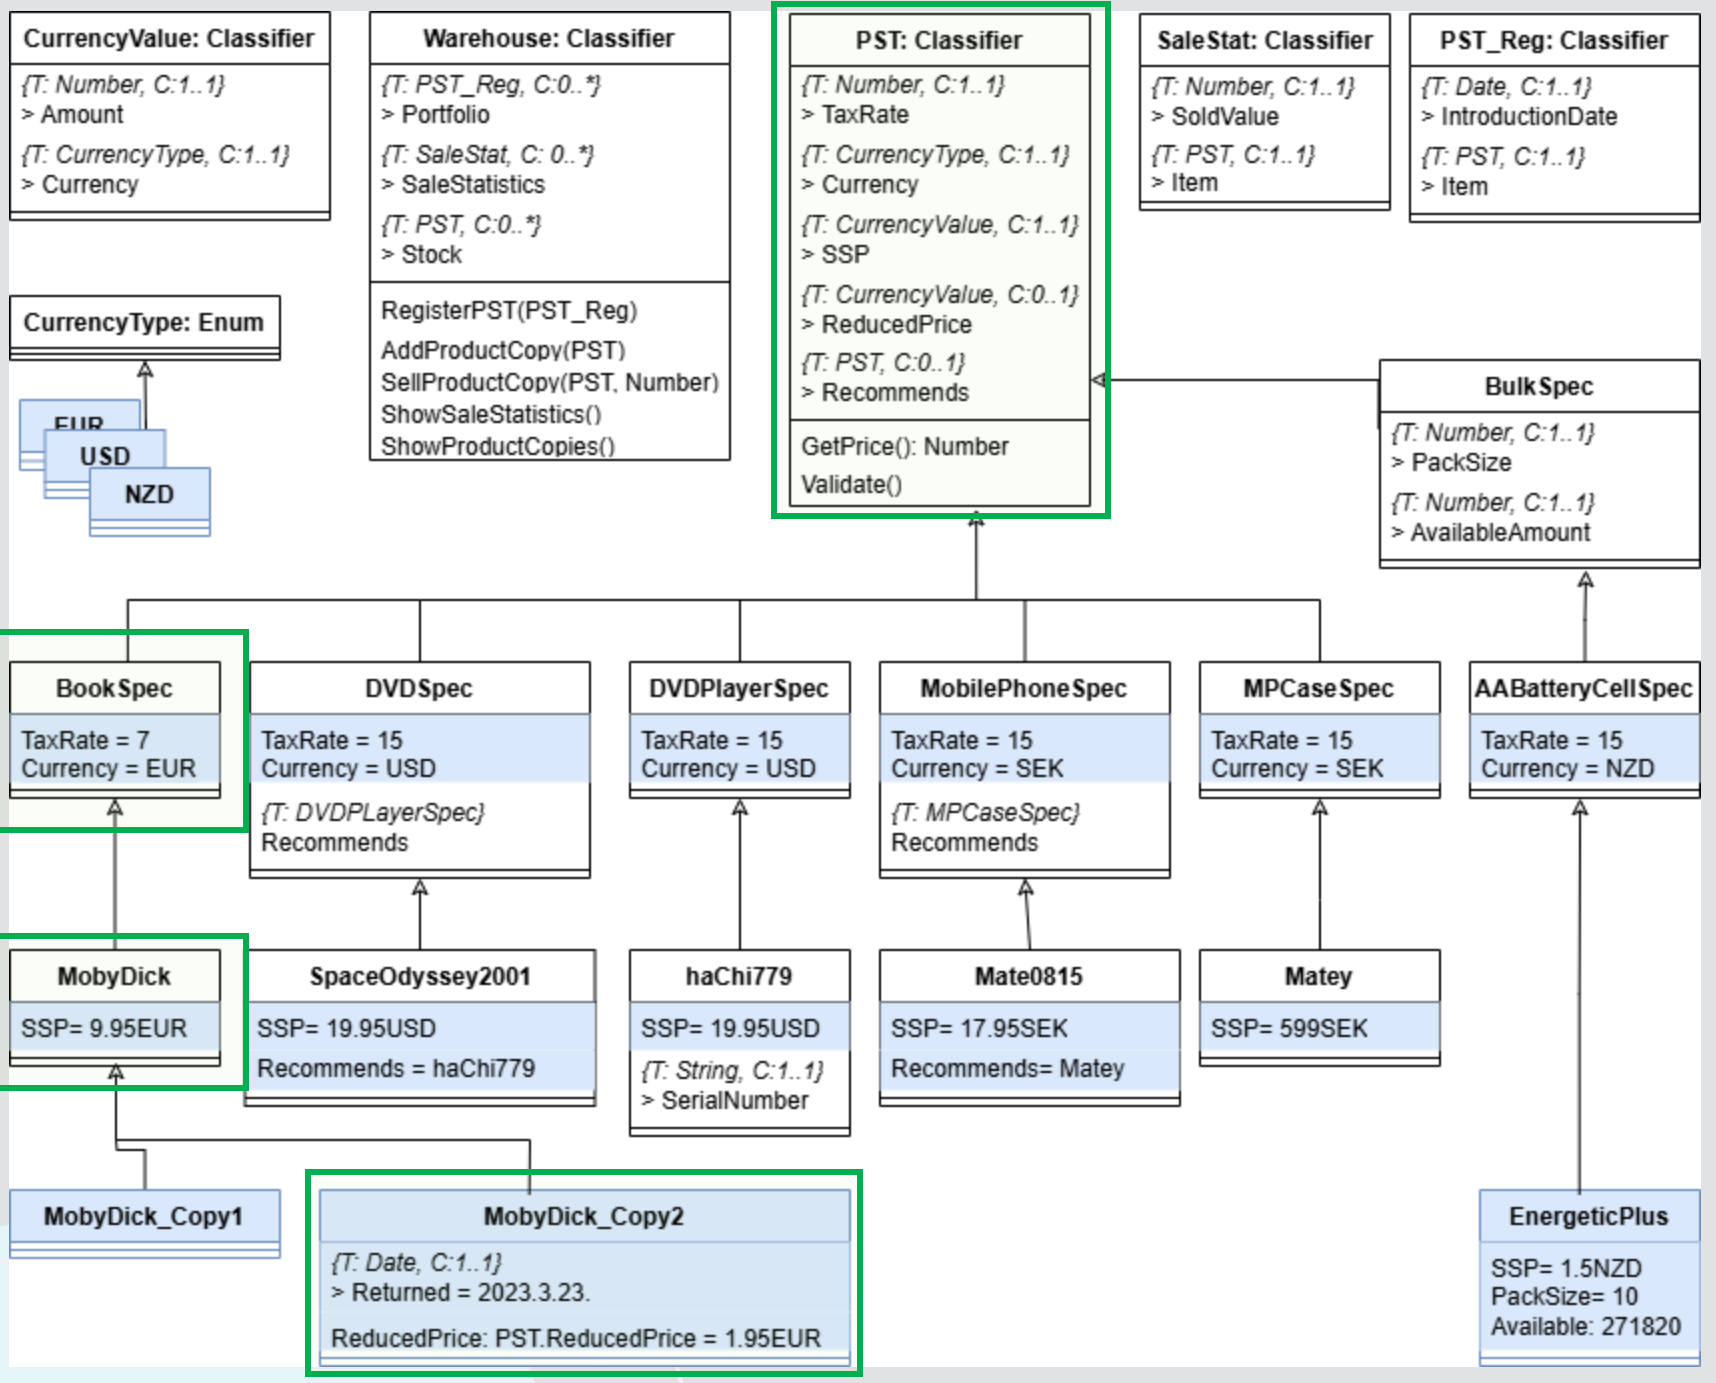 CurrencyValue: Classifier
{T: Number, C:1..1}
> Amount
{T: CurrencyType, C:1..1}
> Currency
Warehouse: Classifier
{T: PST_Reg, C:0..*}
> Portfolio
{T: SaleStat, C: 0..*}
> SaleStatistics
{T: PST, C:0..*}
> Stock
RegisterPST(PST_Reg)
AddProductCopy(PST)
SellProductCopy(PST, Number)
ShowSaleStatistics()
ShowProductCopies()
PST: Classifier
{T: Number, C:1..1}
> TaxRate
{T: CurrencyType, C:1..1}
> Currency
{T: CurrencyValue, C:1..1}
> SSP
{T: CurrencyValue, C:0..1}
> ReducedPrice
{T: PST, C:0..1}
> Recommends
GetPrice(): Number
Validate()
SaleStat: Classifier
{T: Number, C:1..1}
> SoldValue
{T: PST, C:1..1}
> Item
PST_Reg: Classifier
{T: Date, C:1..1}
> IntroductionDate
{T: PST, C:1..1}
> Item
CurrencyType: Enum
EUR
USD
NZD
BulkSpec
{T: Number, C:1..1}
> PackSize
{T: Number, C:1..1}
> AvailableAmount
BookSpec
TaxRate = 7
Currency = EUR
DVDSpec
TaxRate = 15
Currency = USD
{T: DVDPLayerSpec}
Recommends
DVDPlayerSpec
TaxRate = 15
Currency = USD
MobilePhoneSpec
TaxRate = 15
Currency = SEK
{T: MPCaseSpec}
Recommends
MPCaseSpec
TaxRate = 15
Currency = SEK
AABatteryCellSpec
TaxRate = 15
Currency = NZD
MobyDick
SSP= 9.95EUR
SpaceOdyssey2001
SSP= 19.95USD
Recommends = haChi779
haChi779
SSP= 19.95USD
{T: String, C:1..1}
> SerialNumber
Mate0815
SSP= 17.95SEK
Recommends= Matey
Matey
SSP= 599SEK
MobyDick_Copy1
MobyDick_Copy2
{T: Date, C:1..1}
> Returned = 2023.3.23.
ReducedPrice: PST.ReducedPrice = 1.95EUR
EnergeticPlus
SSP= 1.5NZD
PackSize= 10
Available: 271820